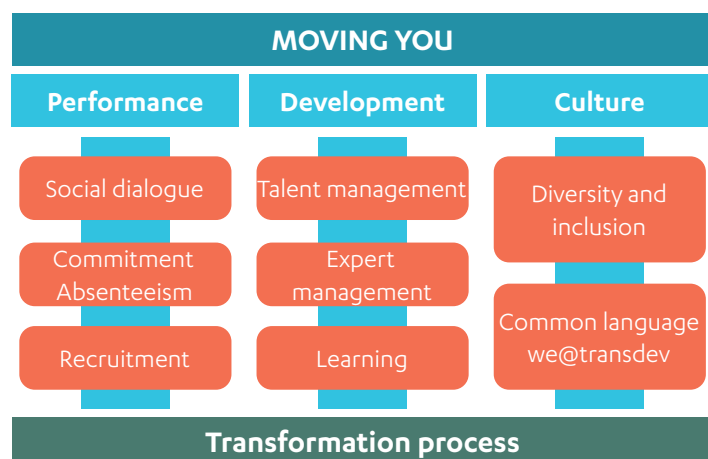 MOVING YOU
Performance
Development
Culture
Social dialogue
Commitment
Absenteeism
Recruitment
Talent management
Expert
management
Learning
Diversity and
inclusion
Common language
we@transdev
Transformation process